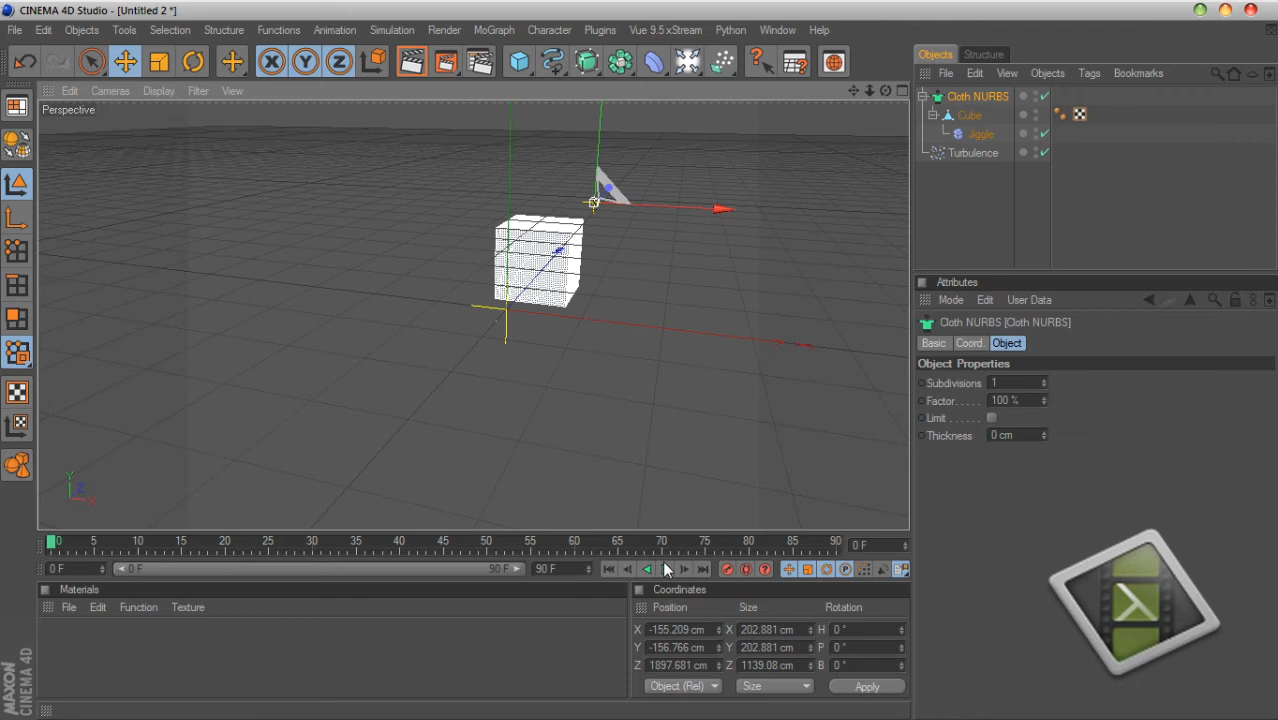 CINEMA 4D Studio - [Untitled 2 *]
File Edit Objects Tools Selection Structure Functions Animation Simulation Render MoGraph Character Plugins Vue 9.5 xStream Python Window Help
Objects Structure
File Edit View Objects Tags Bookmarks
Edit Cameras Display Filter View
Perspective
Cloth NURBS
Cube
Jiggle
Turbulence
Attributes
Mode Edit User Data
Cloth NURBS [Cloth NURBS]
Basic Coord. Object
Object Properties
Subdivisions 1
Factor. . . . . 100 %
Limit . . . . . .
Thickness 0 cm
Y
Z
X
0 5 10 15 20 25 30 35 40 45 50 55 60 65 70 75 80 85 90 0 F
0 F 0 F 90 F 90 F
Materials
File Edit Function Texture
Coordinates
Position Size Rotation
X -155.209 cm X 202.881 cm H 0 °
Y -156.766 cm Y 202.881 cm P 0 °
Z 1897.681 cm Z 1139.08 cm B 0 °
Object (Rel) Size Apply
MAXON
CINEMA 4D